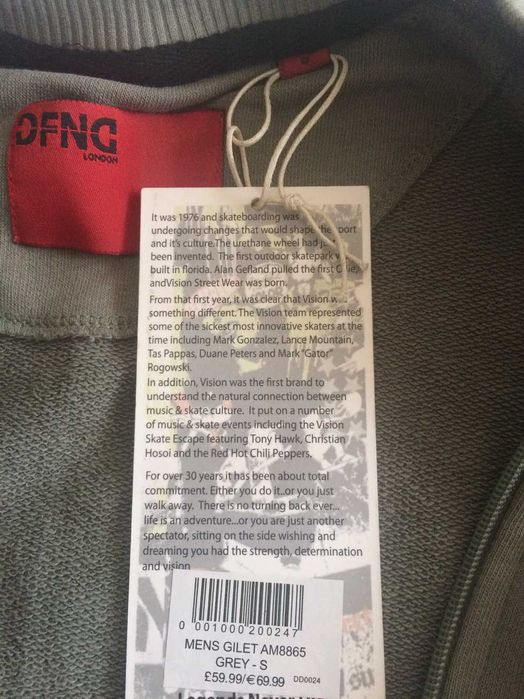 DFND
LONDON
It was 1976 and skateboarding was
undergoing changes that would shape the sport
and it's culture.The urethane wheel had
been invented. The first outdoor skatepark
built in florida. Alan Gefland pulled the first
andVision Street Wear was born.
From that first year, it was clear that Vision
something different. The Vision team represented
some of the sickest most innovative skaters at the
time including Mark Gonzalez, Lance Mountain,
Tas Pappas, Duane Peters and Mark "Gator"
Rogowski.
In addition, Vision was the first brand to
understand the natural connection between
music & skate culture. It put on a number
of music & skate events including the Vision
Skate Escape featuring Tony Hawk, Christian
Hosoi and the Red Hot Chili Peppers.
For over 30 years it has been about total
commitment. Either you do it..or you just
walk away. There is no turning back ever...
life is an adventure...or you are just another
spectator, sitting on the side wishing and
dreaming you had the strength, determination
and vision
0 001000 200247
MENS GILET AM8865
GREY - S
£59.99/€69.99
DD0024
eu
Legends Never